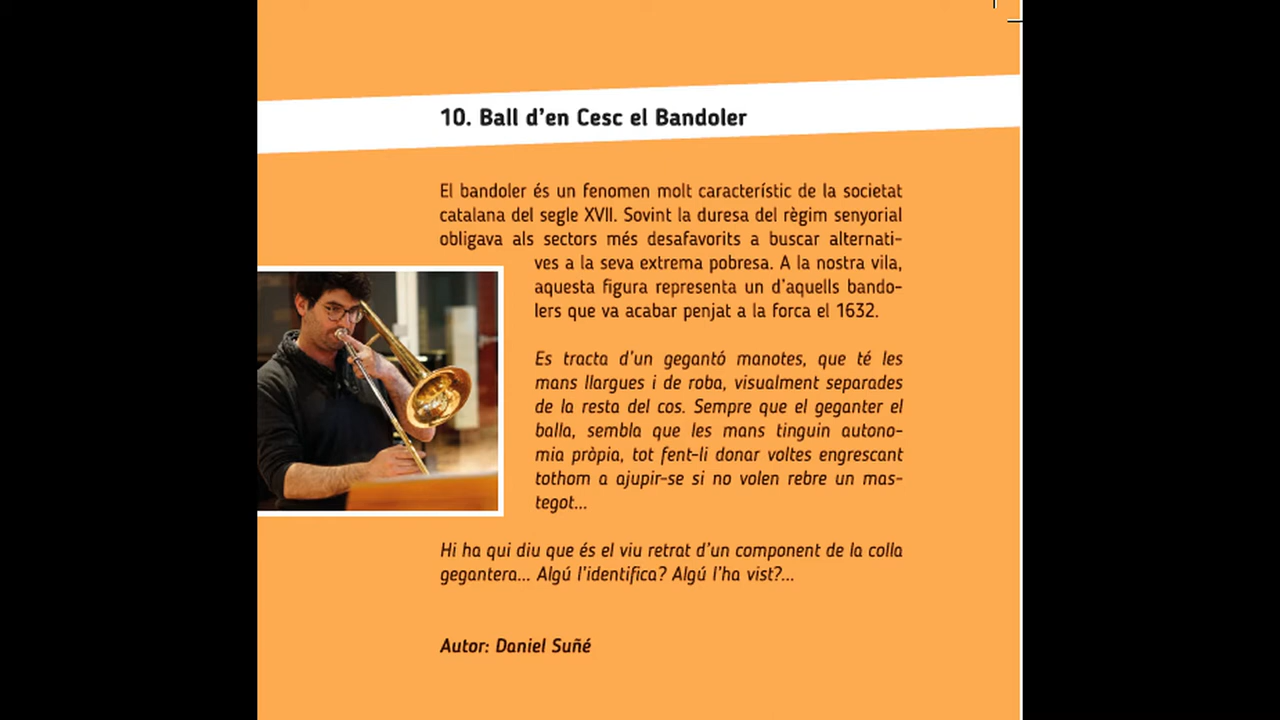 10. Ball d’en Cesc el Bandoler
El bandoler és un fenomen molt característic de la societat
catalana del segle XVII. Sovint la duresa del règim senyorial
obligava als sectors més desafavorits a buscar alternati-
ves a la seva extrema pobresa. A la nostra vila,
aquesta figura representa un d’aquells bando-
lers que va acabar penjat a la forca el 1632.
Es tracta d’un gegantó manotes, que té les
mans llargues i de roba, visualment separades
de la resta del cos. Sempre que el geganter el
balla, sembla que les mans tinguin autono-
mia pròpia, tot fent-li donar voltes engrescant
tothom a ajupir-se si no volen rebre un mas-
tegot...
Hi ha qui diu que és el viu retrat d’un component de la colla
gegantera... Algú l’identifica? Algú l’ha vist?...
Autor: Daniel Suñé